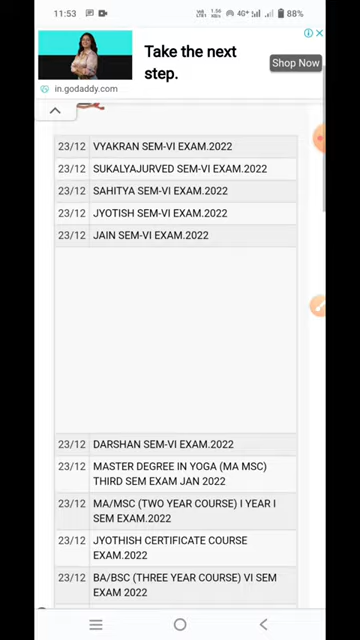 11:53
4G+
88%
Take the next
step.
Shop Now
in.godaddy.com
23/12 VYAKRAN SEM-VI EXAM.2022
23/12 SUKALYAJURVED SEM-VI EXAM.2022
23/12 SAHITYA SEM-VI EXAM.2022
23/12 JYOTISH SEM-VI EXAM.2022
23/12 JAIN SEM-VI EXAM.2022
23/12 DARSHAN SEM-VI EXAM.2022
23/12 MASTER DEGREE IN YOGA (MA MSC)
THIRD SEM EXAM JAN 2022
23/12 MA/MSC (TWO YEAR COURSE) I YEAR I
SEM EXAM.2022
23/12 JYOTHISH CERTIFICATE COURSE
EXAM.2022
23/12 BA/BSC (THREE YEAR COURSE) VI SEM
EXAM 2022